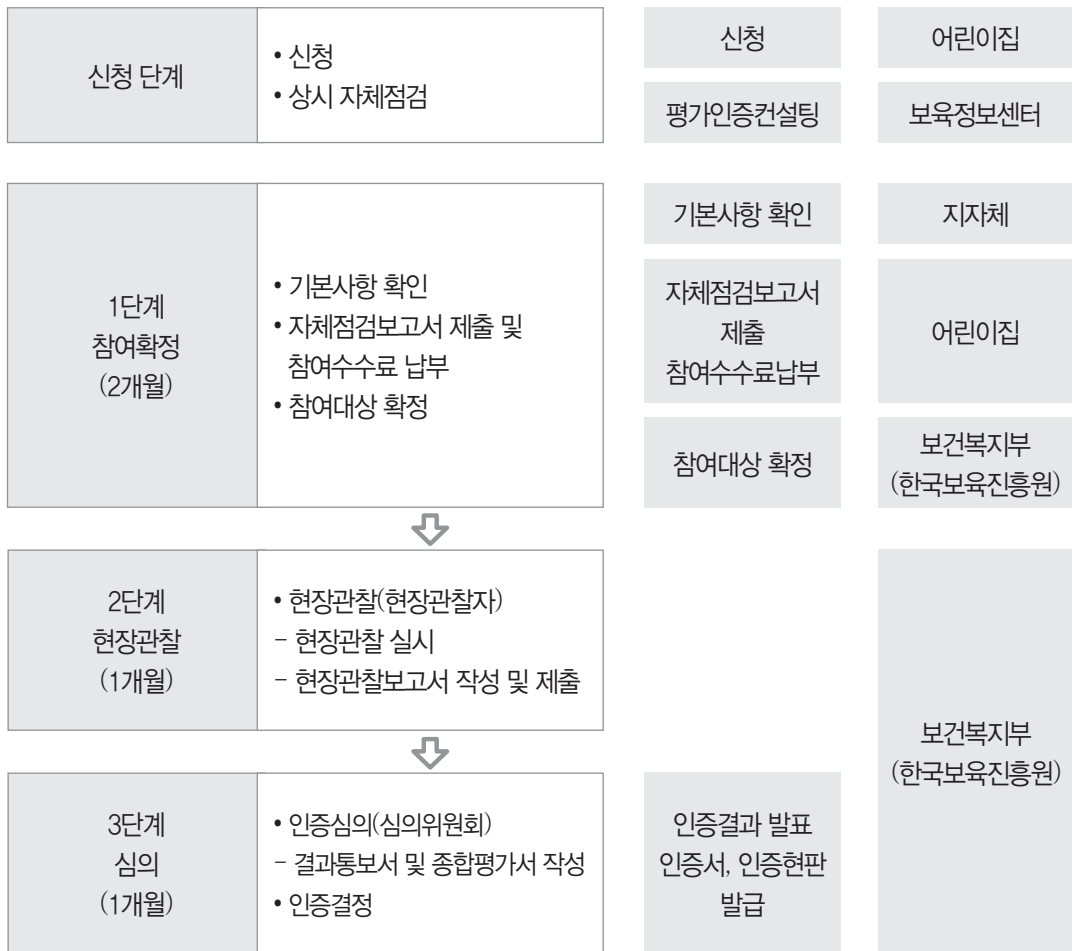 신청 단계
• 신청
• 상시 자체점검
신청
어린이집
평가인증컨설팅
보육정보센터
1단계
참여확정
(2개월)
• 기본사항 확인
• 자체점검보고서 제출 및
참여수수료 납부
• 참여대상 확정
기본사항 확인
지자체
자체점검보고서
제출
참여수수료납부
어린이집
참여대상 확정
보건복지부
(한국보육진흥원)
2단계
현장관찰
(1개월)
• 현장관찰(현장관찰자)
- 현장관찰 실시
- 현장관찰보고서 작성 및 제출
보건복지부
(한국보육진흥원)
3단계
심의
(1개월)
• 인증심의(심의위원회)
- 결과통보서 및 종합평가서 작성
• 인증결정
인증결과 발표
인증서, 인증현판
발급